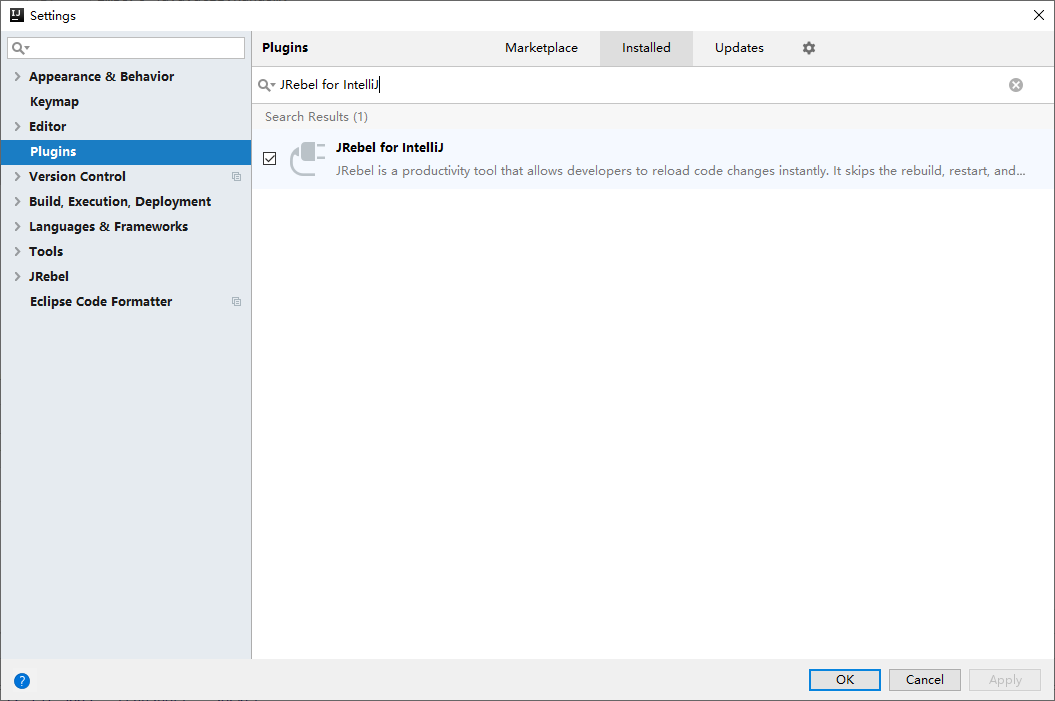 Settings
Plugins Marketplace Installed Updates
JRebel for IntelliJ
Search Results (1)
JRebel for IntelliJ
JRebel is a productivity tool that allows developers to reload code changes instantly. It skips the rebuild, restart, and...
Appearance & Behavior
Keymap
Editor
Plugins
Version Control
Build, Execution, Deployment
Languages & Frameworks
Tools
JRebel
Eclipse Code Formatter
?
OK Cancel Apply